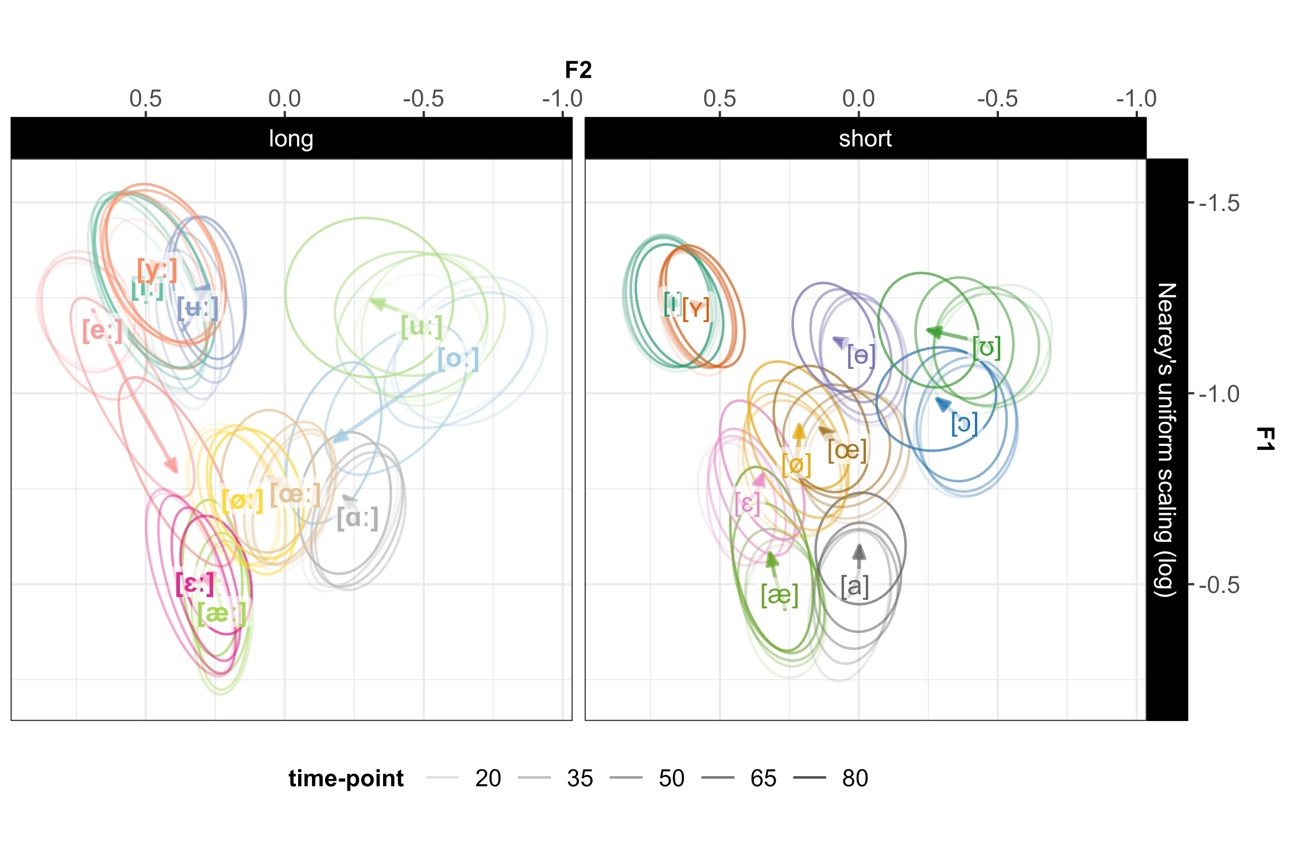 F2
0.5 0.0 -0.5 -1.0 0.5 0.0 -0.5 -1.0
long short
-1.5
-1.0
-0.5
F1
Nearey's uniform scaling (log)
[yː]
[iː]
[ʉː]
[eː]
[uː]
[oː]
[øː]
[œː]
[ɑː]
[ɛː]
[æː]
[ɪ]
[ʏ]
[ɵ]
[ʊ]
[ɔ]
[œ]
[ø]
[ɛ]
[æ]
[a]
time-point 20 35 50 65 80